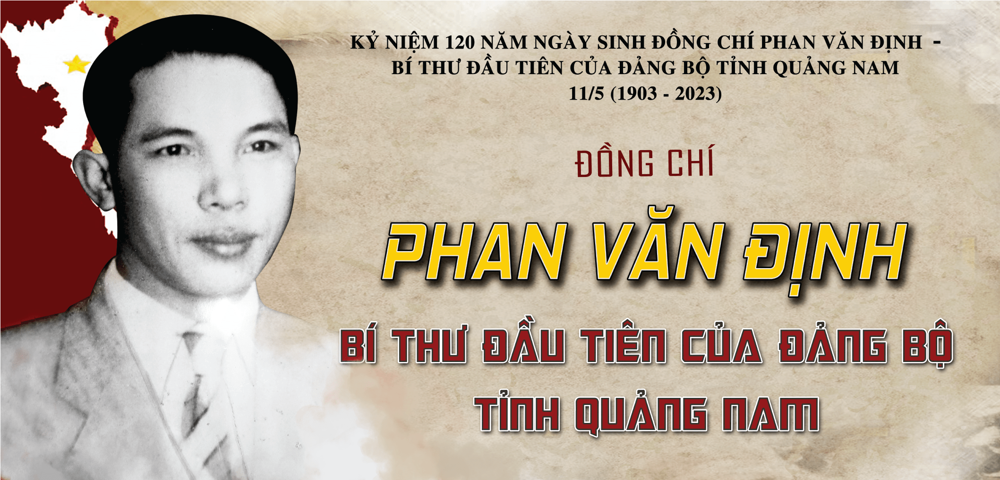 KỶ NIỆM 120 NĂM NGÀY SINH ĐỒNG CHÍ PHAN VĂN ĐỊNH -
BÍ THƯ ĐẦU TIÊN CỦA ĐẢNG BỘ TỈNH QUẢNG NAM
11/5 (1903 - 2023)
ĐỒNG CHÍ
PHAN VĂN ĐỊNH
BÍ THƯ ĐẦU TIÊN CỦA ĐẢNG BỘ
TỈNH QUẢNG NAM